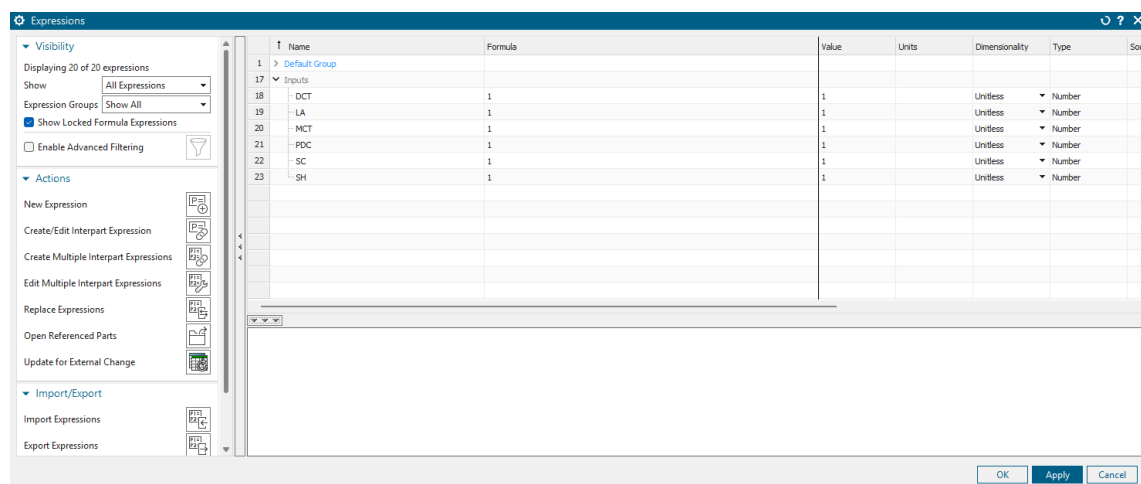 Expressions
Visibility
Displaying 20 of 20 expressions
Show All Expressions
Expression Groups Show All
Show Locked Formula Expressions
Enable Advanced Filtering
Actions
New Expression
Create/Edit Interpart Expression
Create Multiple Interpart Expressions
Edit Multiple Interpart Expressions
Replace Expressions
Open Referenced Parts
Update for External Change
Import/Export
Import Expressions
Export Expressions
Name Formula Value Units Dimensionality Type Sou
1 Default Group
17 Inputs
18 DCT 1 1 Unitless Number
19 LA 1 1 Unitless Number
20 MCT 1 1 Unitless Number
21 PDC 1 1 Unitless Number
22 SC 1 1 Unitless Number
23 SH 1 1 Unitless Number
OK Apply Cancel